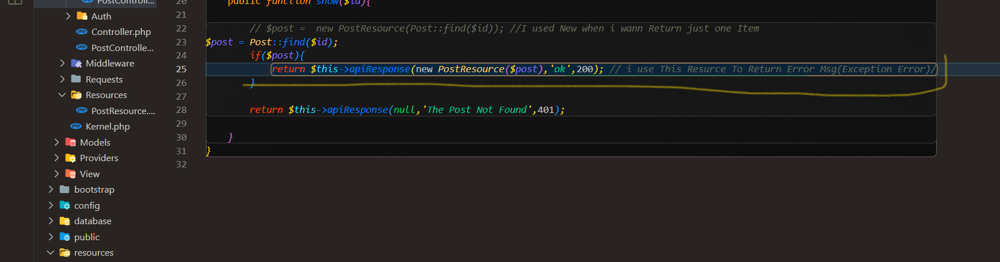 PostControll...
Auth
Controller.php
PostControlle...
Middleware
Requests
Resources
PostResource....
Kernel.php
Models
Providers
View
bootstrap
config
database
public
resources
20 public function show($id){
21
22 // $post =  new PostResource(Post::find($id)); //I used New when i wann Return just one Item
23 $post = Post::find($id);
24 if($post){
25 return $this->apiResponse(new PostResource($post),'ok',200); // i use This Resurce To Return Error Msg(Exception Error)/
26 }
27
28 return $this->apiResponse(null,'The Post Not Found',401);
29
30 }
31 }
32